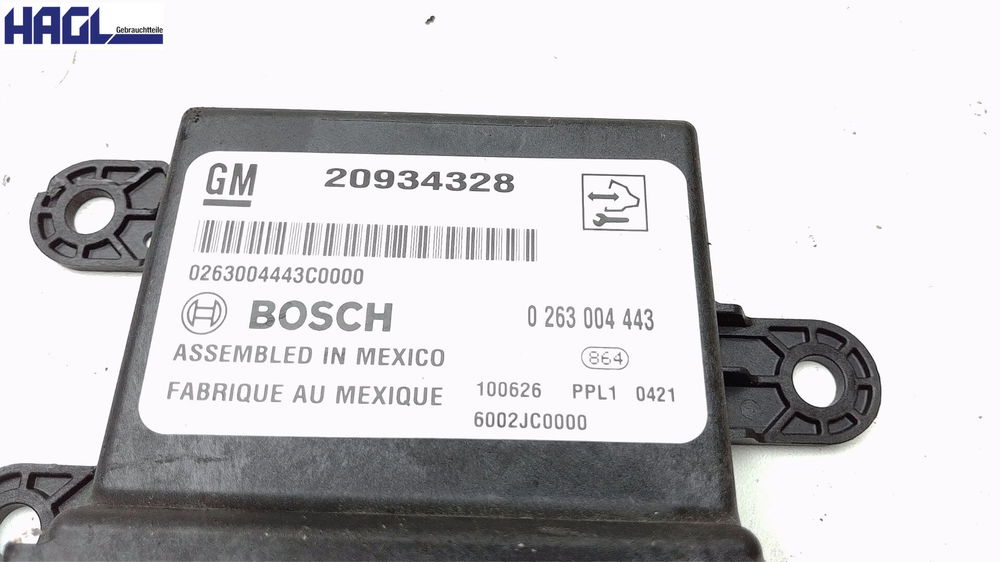 HAGL
Gebrauchtteile
GM 20934328
0263004443C0000
BOSCH 0 263 004 443
ASSEMBLED IN MEXICO 864
FABRIQUE AU MEXIQUE 100626 PPL1 0421
6002JC0000